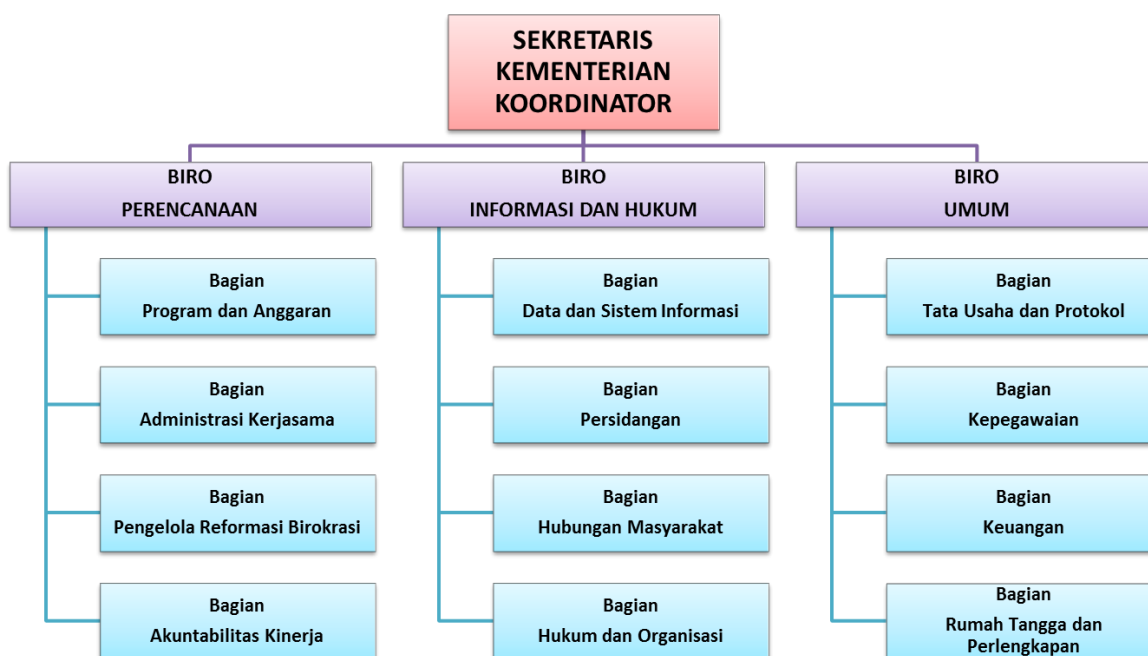 SEKRETARIS
KEMENTERIAN
KOORDINATOR
BIRO
PERENCANAAN
Bagian
Program dan Anggaran
Bagian
Administrasi Kerjasama
Bagian
Pengelola Reformasi Birokrasi
Bagian
Akuntabilitas Kinerja
BIRO
INFORMASI DAN HUKUM
Bagian
Data dan Sistem Informasi
Bagian
Persidangan
Bagian
Hubungan Masyarakat
Bagian
Hukum dan Organisasi
BIRO
UMUM
Bagian
Tata Usaha dan Protokol
Bagian
Kepegawaian
Bagian
Keuangan
Bagian
Rumah Tangga dan
Perlengkapan